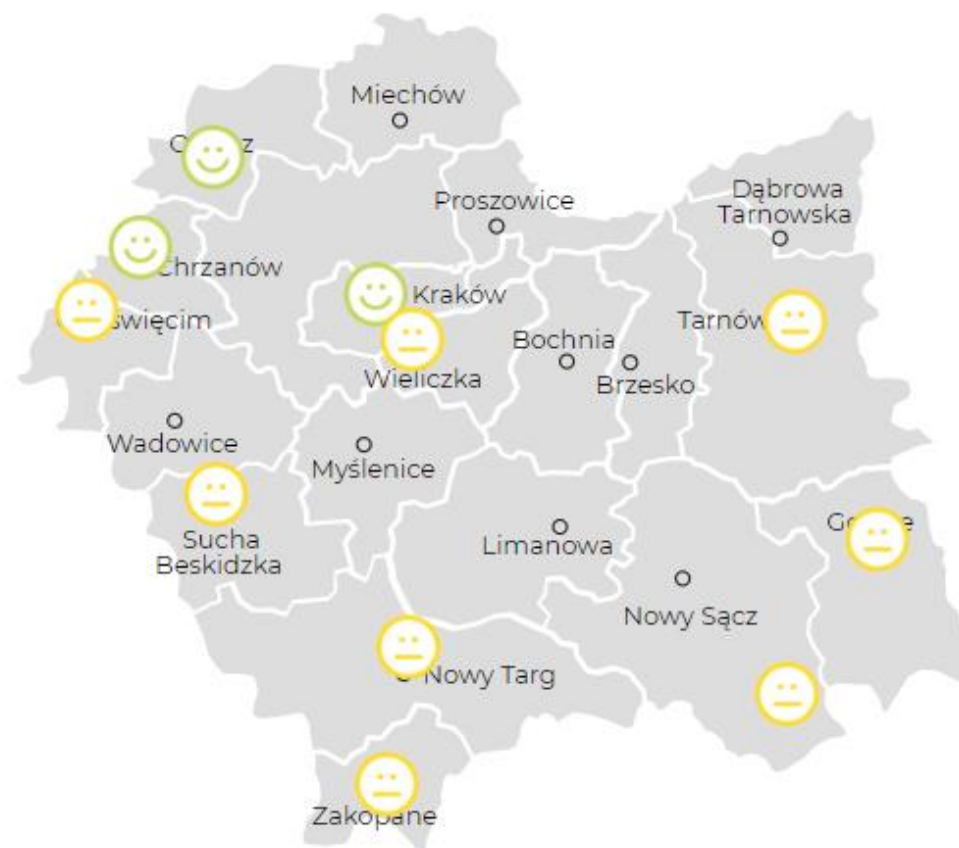 Miechów
Dąbrowa
Tarnowska
Proszowice
Chrzanów
Kraków
Tarnów
Bochnia
Brzesko
Wieliczka
Wadowice
Myślenice
Sucha
Beskidzka
Limanowa
Nowy Sącz
Nowy Targ
Zakopane